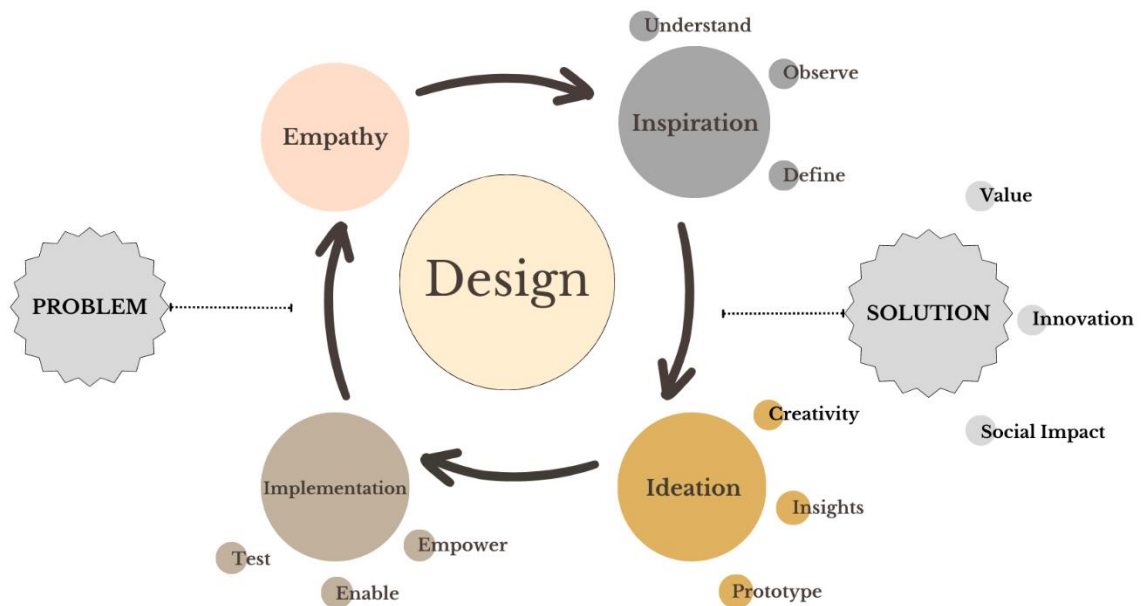 Understand
Observe
Empathy
Inspiration
Define
Value
Design
PROBLEM
SOLUTION
Innovation
Creativity
Social Impact
Implementation
Ideation
Insights
Empower
Test
Enable
Prototype